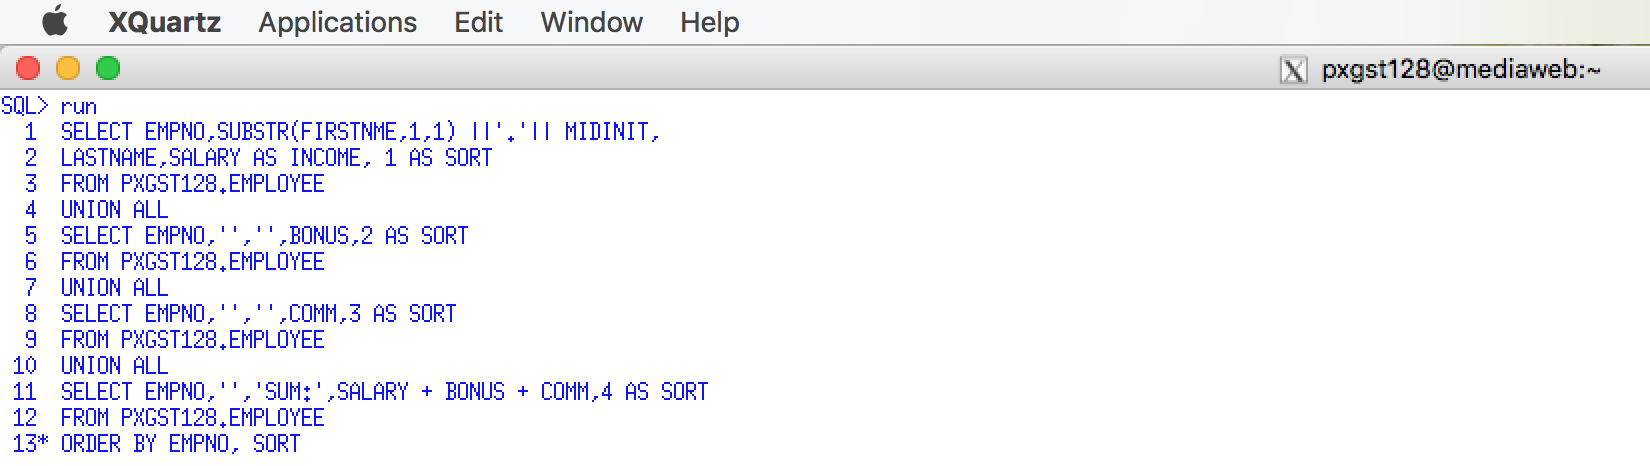 XQuartz Applications Edit Window Help
X pxgst128@mediaweb:~
SQL> run
1 SELECT EMPNO,SUBSTR(FIRSTNME,1,1) ||'.'|| MIDINIT,
2 LASTNAME,SALARY AS INCOME, 1 AS SORT
3 FROM PXGST128.EMPLOYEE
4 UNION ALL
5 SELECT EMPNO,'','',BONUS,2 AS SORT
6 FROM PXGST128.EMPLOYEE
7 UNION ALL
8 SELECT EMPNO,'','',COMM,3 AS SORT
9 FROM PXGST128.EMPLOYEE
10 UNION ALL
11 SELECT EMPNO,'','SUM:',SALARY + BONUS + COMM,4 AS SORT
12 FROM PXGST128.EMPLOYEE
13* ORDER BY EMPNO, SORT